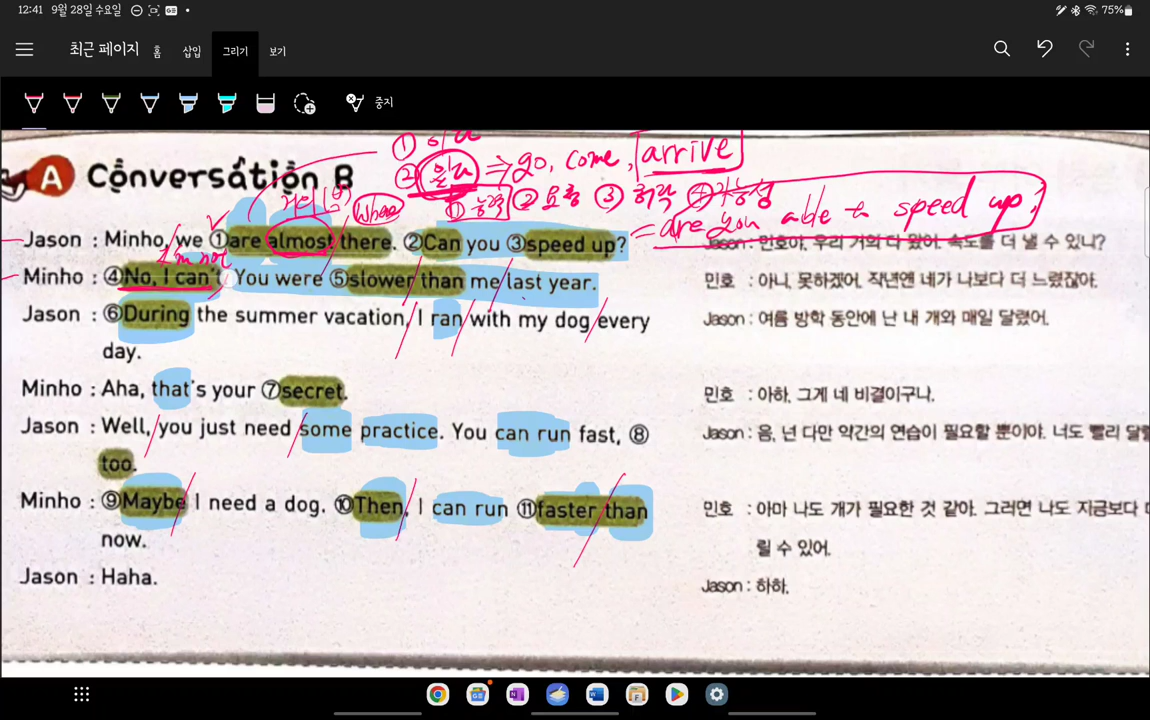 12:41 9월 28일 수요일 75%
최근 페이지 홈 삽입 그리기 보기
중지
① 이다
A Conversation B
② 있다 ⇒ go, come, arrive
거의 (부) where ① 능력 ② 요청 ③ 허락 ④ 가능성
= are you able to speed up?
Jason : Minho, we ①are almost there. ②Can you ③speed up?
Jason : 민호야, 우리 거의 다 왔어. 속도를 더 낼 수 있니?
I'm not
Minho : ④No, I can't. You were ⑤slower than me last year.
민호 : 아니, 못하겠어. 작년엔 네가 나보다 더 느렸잖아.
Jason : ⑥During the summer vacation, I ran with my dog every
day.
Jason : 여름 방학 동안에 난 내 개와 매일 달렸어.
Minho : Aha, that's your ⑦secret.
민호 : 아하, 그게 네 비결이구나.
Jason : Well, you just need some practice. You can run fast, ⑧
too.
Jason : 음, 넌 다만 약간의 연습이 필요할 뿐이야. 너도 빨리 달릴
Minho : ⑨Maybe I need a dog. ⑩Then, I can run ⑪faster than
now.
민호 : 아마 나도 개가 필요한 것 같아. 그러면 나도 지금보다 더
릴 수 있어.
Jason : Haha.
Jason : 하하.